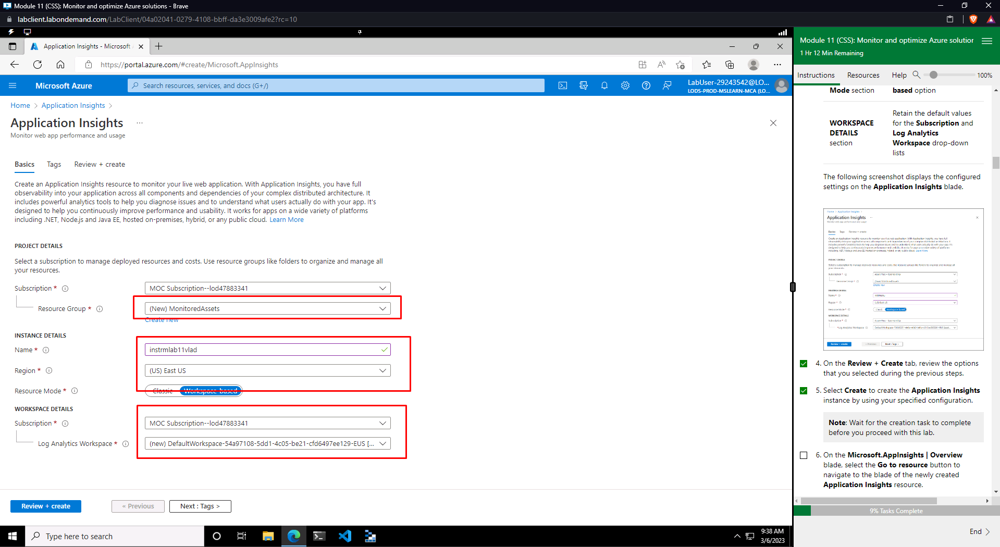 Module 11 (CSS): Monitor and optimize Azure solutions - Brave
labclient.labondemand.com/LabClient/04a02041-0279-4108-bbff-da3e3009afe2?rc=10
Application Insights - Microsoft
https://portal.azure.com/#create/Microsoft.AppInsights
Microsoft Azure
Search resources, services, and docs (G+/)
LabUser-29243542@LO...
LODS-PROD-MSLEARN-MCA (LO...
Home > Application Insights >
Application Insights ...
Monitor web app performance and usage
Basics Tags Review + create
Create an Application Insights resource to monitor your live web application. With Application Insights, you have full
observability into your application across all components and dependencies of your complex distributed architecture. It
includes powerful analytics tools to help you diagnose issues and to understand what users actually do with your app. It's
designed to help you continuously improve performance and usability. It works for apps on a wide variety of platforms
including .NET, Node.js and Java EE, hosted on-premises, hybrid, or any public cloud. Learn More
PROJECT DETAILS
Select a subscription to manage deployed resources and costs. Use resource groups like folders to organize and manage all
your resources.
Subscription * MOC Subscription--lod47883341
Resource Group * (New) MonitoredAssets
Create new
INSTANCE DETAILS
Name * instrmlab11vlad
Region * (US) East US
Resource Mode * Classic Workspace-based
WORKSPACE DETAILS
Subscription * MOC Subscription--lod47883341
Log Analytics Workspace * (new) DefaultWorkspace-54a97108-5dd1-4c05-be21-cfd6497ee129-EUS [...
Review + create
« Previous
Next : Tags >
Type here to search
9:38 AM
3/6/2023
Module 11 (CSS): Monitor and optimize Azure solution
1 Hr 12 Min Remaining
Instructions Resources Help 100%
Mode section
based option
WORKSPACE
DETAILS
section
Retain the default values
for the Subscription and
Log Analytics
Workspace drop-down
lists
The following screenshot displays the configured
settings on the Application Insights blade.
Application Insights
4. On the Review + Create tab, review the options
that you selected during the previous steps.
5. Select Create to create the Application Insights
instance by using your specified configuration.
Note: Wait for the creation task to complete
before you proceed with this lab.
6. On the Microsoft.AppInsights | Overview
blade, select the Go to resource button to
navigate to the blade of the newly created
Application Insights resource.
9% Tasks Complete
End >